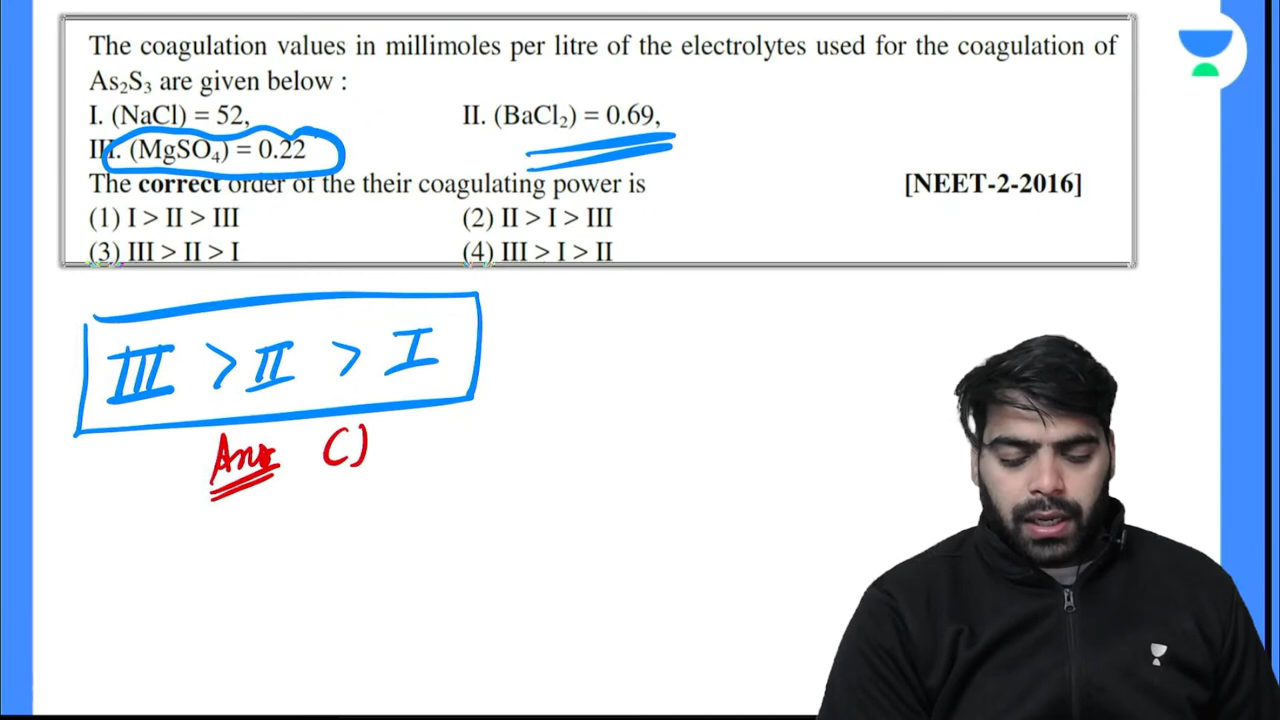 The coagulation values in millimoles per litre of the electrolytes used for the coagulation of
As₂S₃ are given below :
I. (NaCl) = 52, II. (BaCl₂) = 0.69,
III. (MgSO₄) = 0.22
The correct order of the their coagulating power is [NEET-2-2016]
(1) I > II > III (2) II > I > III
(3) III > II > I (4) III > I > II
III > II > I
Ans C)